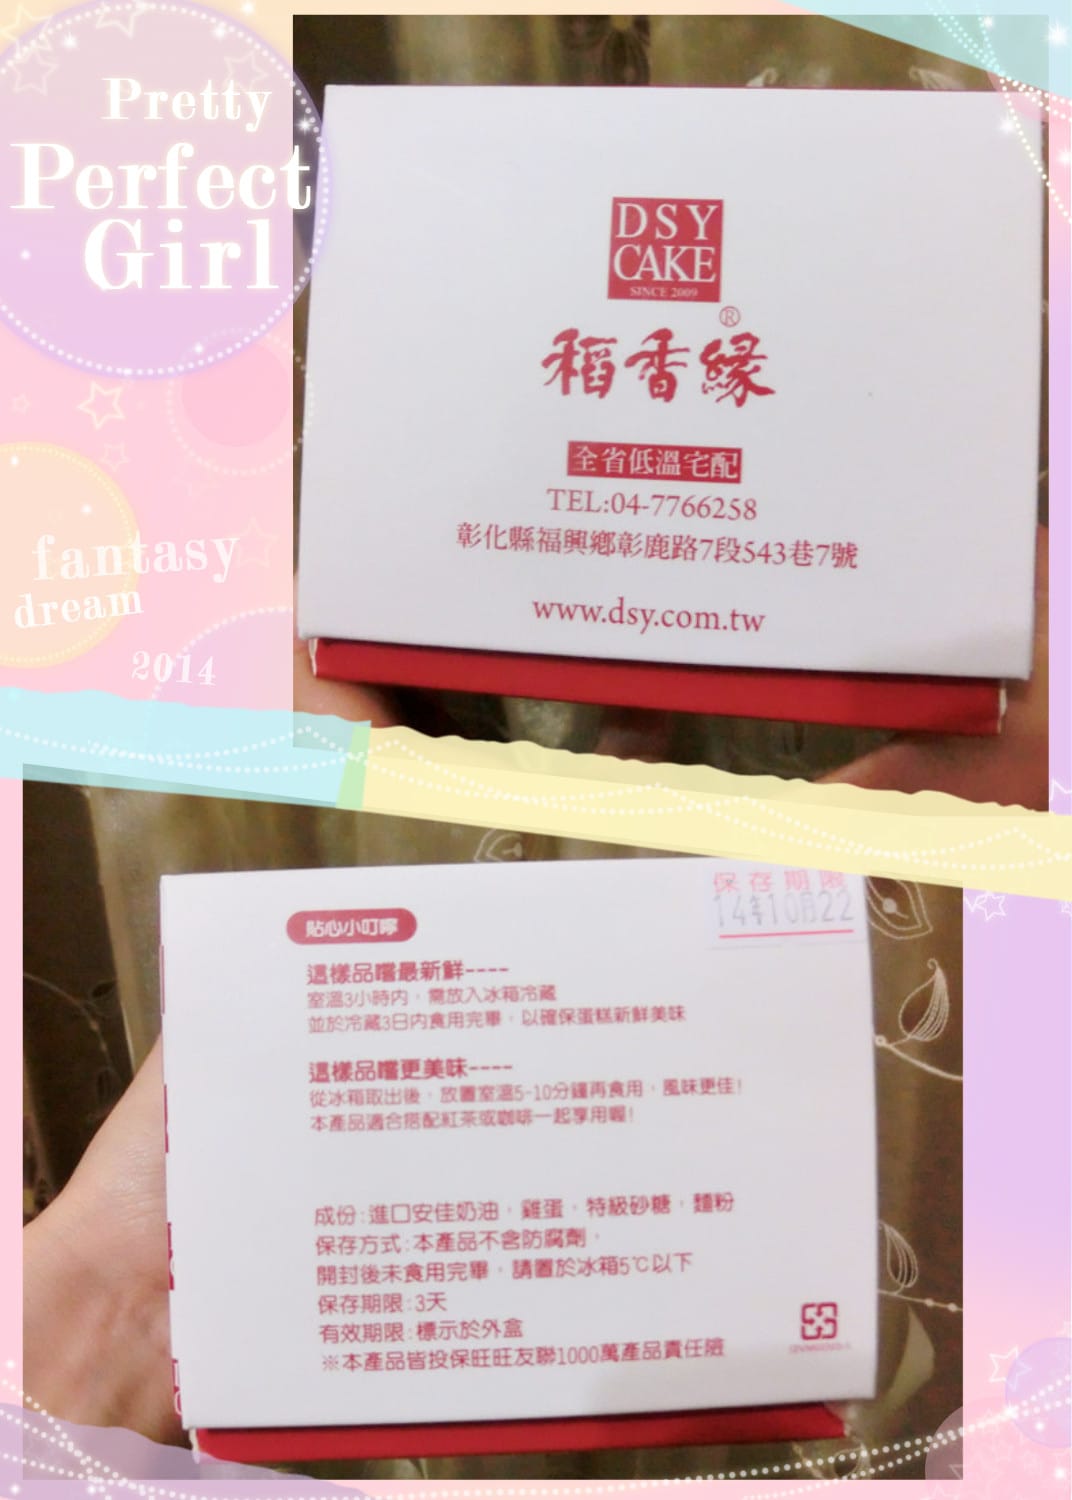 Pretty
Perfect
Girl
fantasy
dream
2014
DSY
CAKE
SINCE 2009
®
稻香緣
全省低溫宅配
TEL:04-7766258
彰化縣福興鄉彰鹿路7段543巷7號
www.dsy.com.tw
保存期限
14年10月22
貼心小叮嚀
這樣品嚐最新鮮----
室溫3小時內，需放入冰箱冷藏
並於冷藏3日內食用完畢，以確保蛋糕新鮮美味
這樣品嚐更美味----
從冰箱取出後，放置室溫5-10分鐘再食用，風味更佳!
本產品適合搭配紅茶或咖啡一起享用喔!
成份:進口安佳奶油，雞蛋，特級砂糖，麵粉
保存方式:本產品不含防腐劑，
開封後未食用完畢，請置於冰箱5℃以下
保存期限:3天
有效期限:標示於外盒
※本產品皆投保旺旺友聯1000萬產品責任險